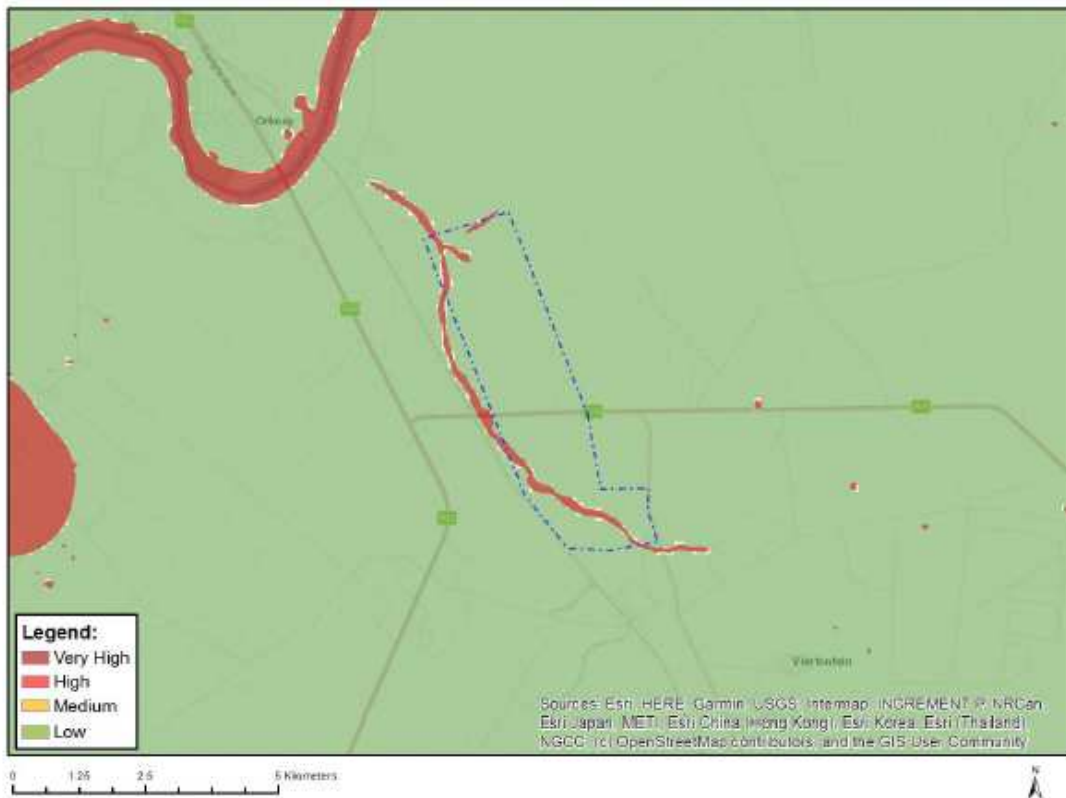 Orkney
Legend:
Very High
High
Medium
Low
Vierfontein
Sources: Esri, HERE, Garmin, USGS, Intermap, INCREMENT P, NRCan,
Esri Japan, METI, Esri China (Hong Kong), Esri Korea, Esri (Thailand),
NGCC, (c) OpenStreetMap contributors, and the GIS User Community
0 1.25 2.5 5 Kilometers
N